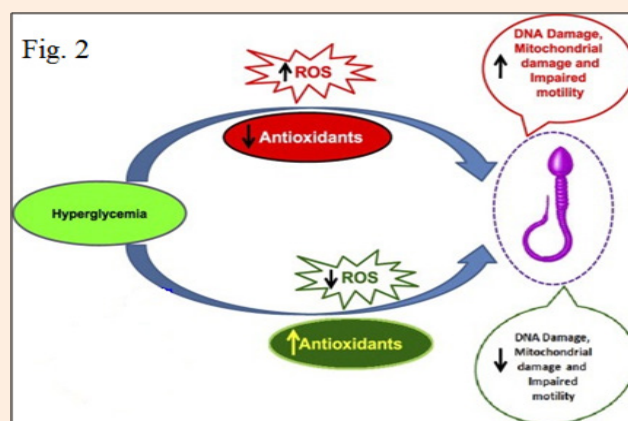 Fig. 2
↑ ROS
↓ Antioxidants
DNA Damage,
Mitochondrial
↑ damage and
Impaired
motility
Hyperglycemia
↓ ROS
↑ Antioxidants
DNA Damage,
Mitochondrial
↓ damage and
Impaired
motility